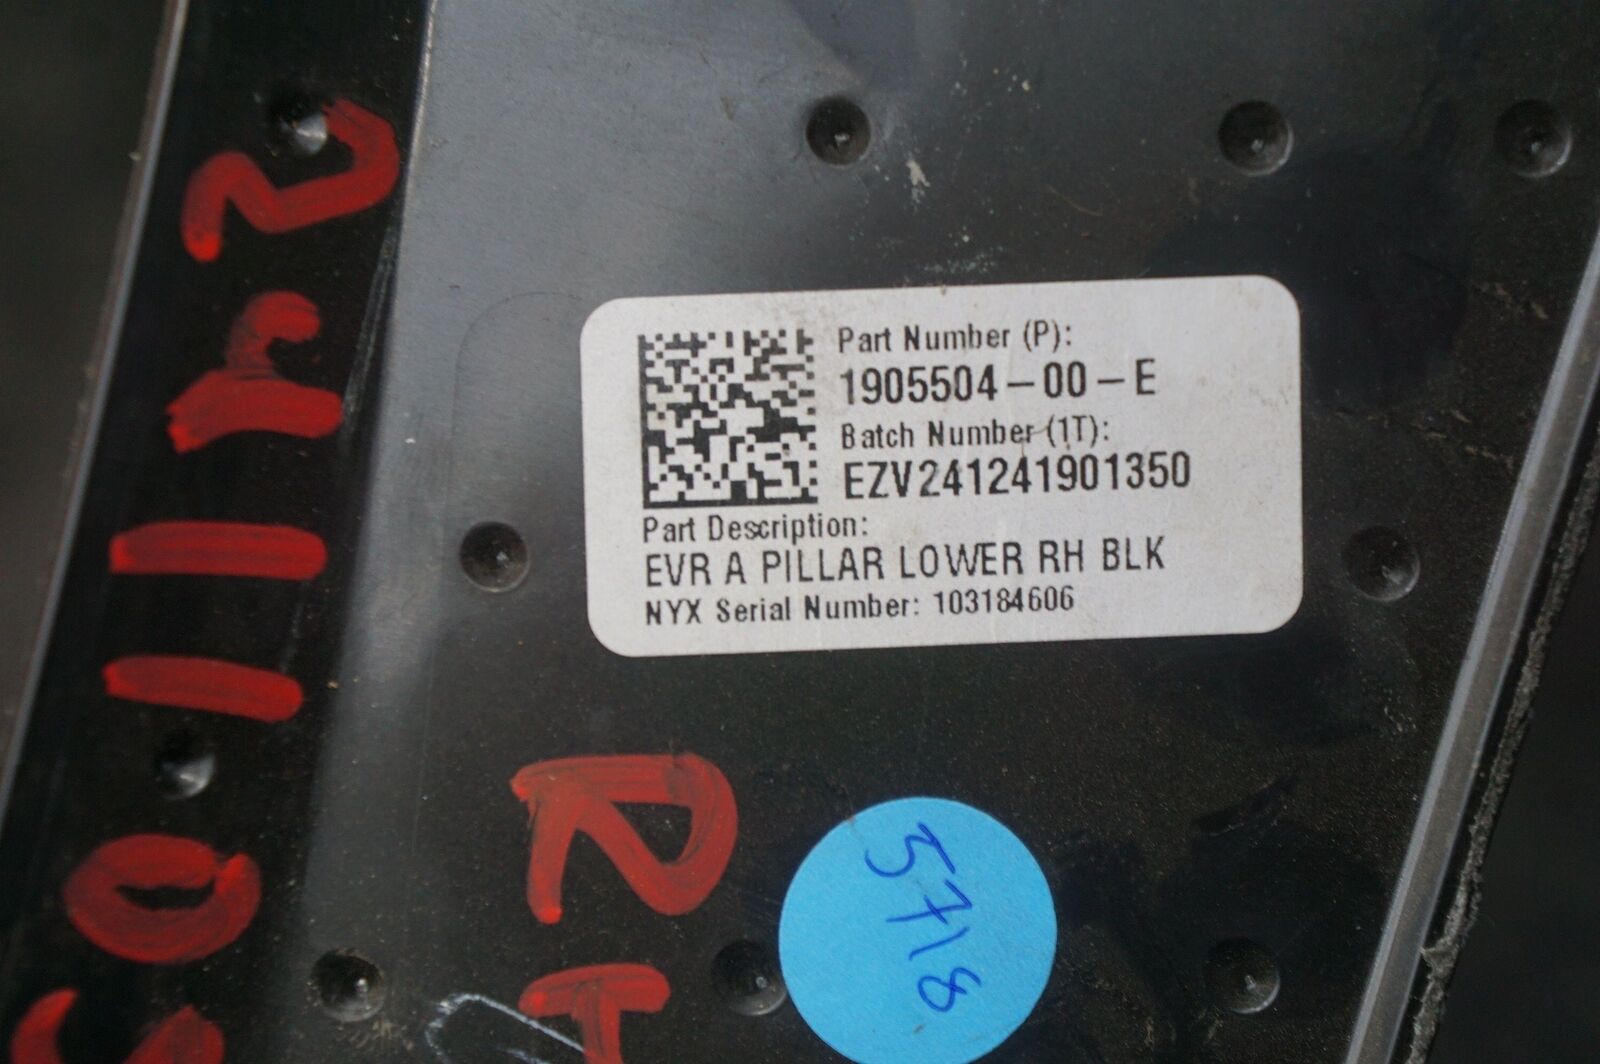 Part Number (P):
1905504-00-E
Batch Number (1T):
EZV241241901350
Part Description:
EVR A PILLAR LOWER RH BLK
NYX Serial Number: 103184606
5718